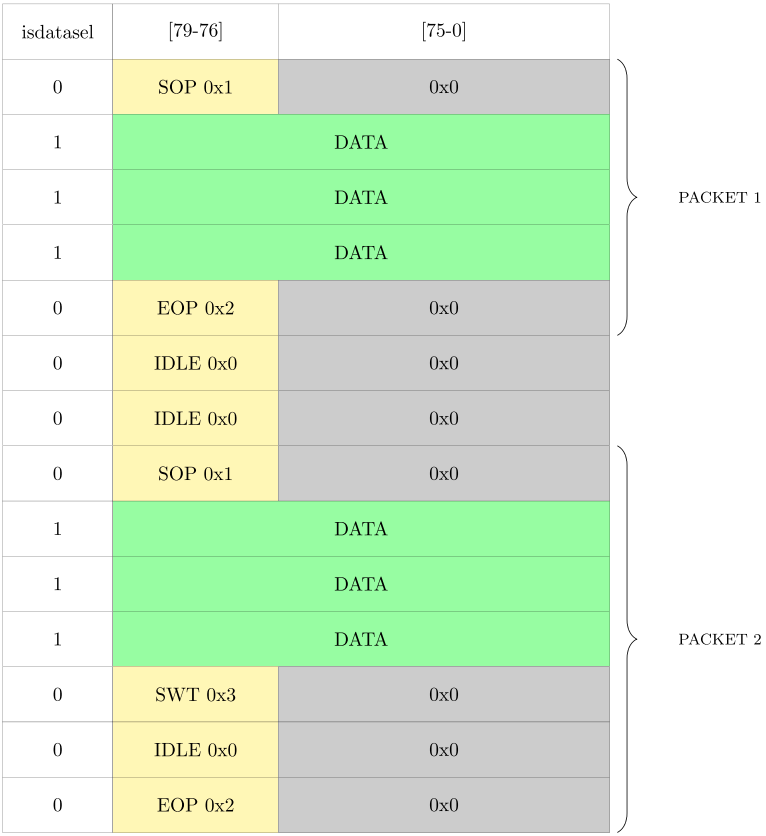 isdatasel [79-76] [75-0]
0 SOP 0x1 0x0
1 DATA
1 DATA
PACKET 1
1 DATA
0 EOP 0x2 0x0
0 IDLE 0x0 0x0
0 IDLE 0x0 0x0
0 SOP 0x1 0x0
1 DATA
1 DATA
1 DATA
PACKET 2
0 SWT 0x3 0x0
0 IDLE 0x0 0x0
0 EOP 0x2 0x0